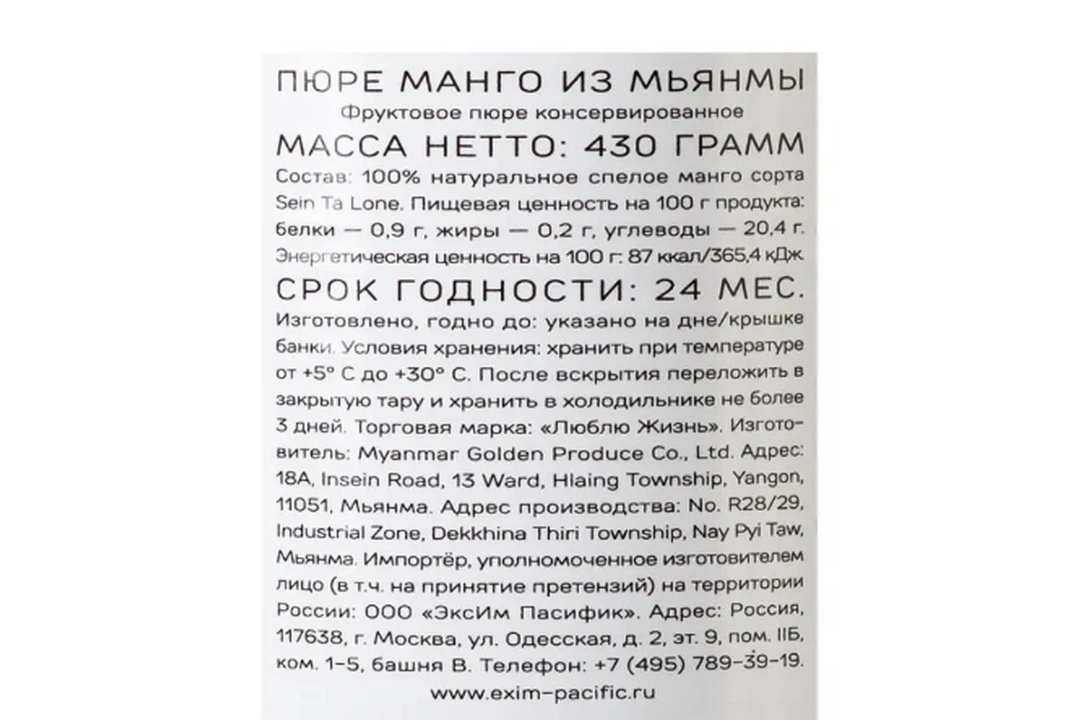 ПЮРЕ МАНГО ИЗ МЬЯНМЫ
Фруктовое пюре консервированное
МАССА НЕТТО: 430 ГРАММ
Состав: 100% натуральное спелое манго сорта
Sein Ta Lone. Пищевая ценность на 100 г продукта:
белки — 0,9 г, жиры — 0,2 г, углеводы — 20,4 г.
Энергетическая ценность на 100 г: 87 ккал/365,4 кДж.
СРОК ГОДНОСТИ: 24 МЕС.
Изготовлено, годно до: указано на дне/крышке
банки. Условия хранения: хранить при температуре
от +5° C до +30° C. После вскрытия переложить в
закрытую тару и хранить в холодильнике не более
3 дней. Торговая марка: «Люблю Жизнь». Изгото-
витель: Myanmar Golden Produce Co., Ltd. Адрес:
18A, Insein Road, 13 Ward, Hlaing Township, Yangon,
11051, Мьянма. Адрес производства: No. R28/29,
Industrial Zone, Dekkhina Thiri Township, Nay Pyi Taw,
Мьянма. Импортёр, уполномоченное изготовителем
лицо (в т.ч. на принятие претензий) на территории
России: ООО «ЭксИм Пасифик». Адрес: Россия,
117638, г. Москва, ул. Одесская, д. 2, эт. 9, пом. IIБ,
ком. 1-5, башня В. Телефон: +7 (495) 789-39-19.
www.exim-pacific.ru